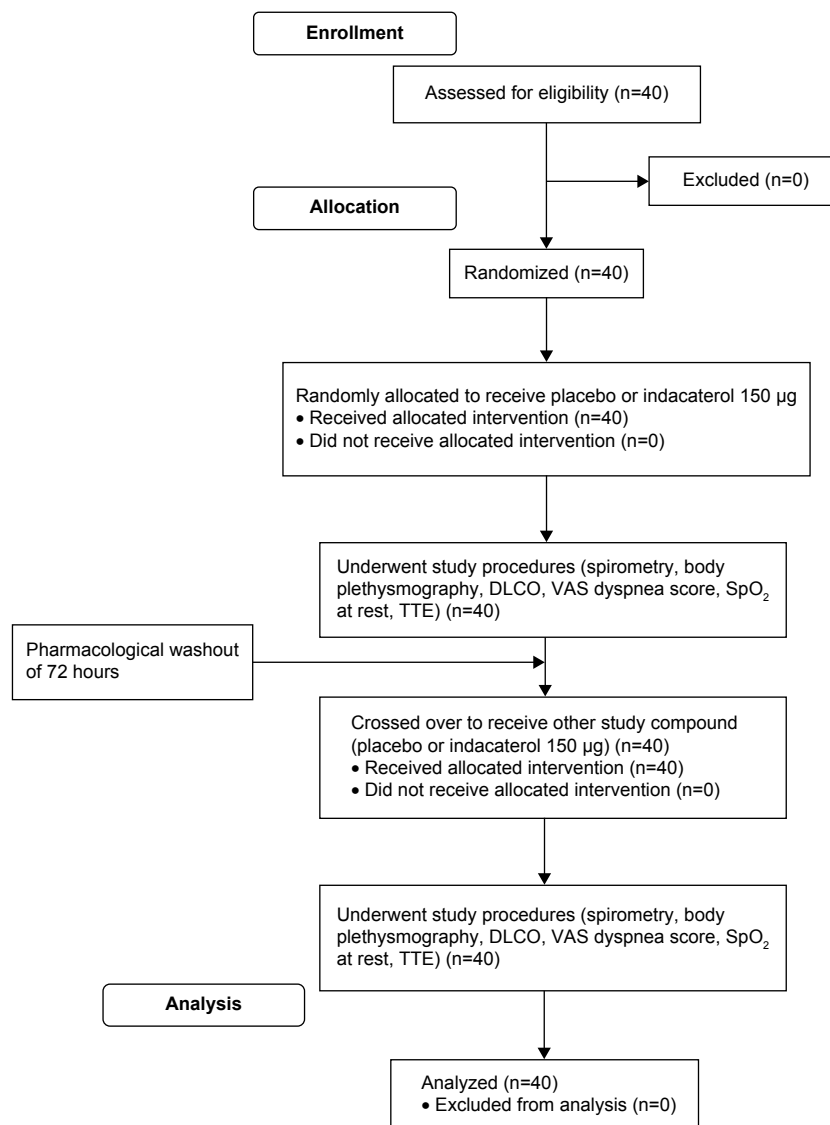 Enrollment
Assessed for eligibility (n=40)
Excluded (n=0)
Allocation
Randomized (n=40)
Randomly allocated to receive placebo or indacaterol 150 µg
• Received allocated intervention (n=40)
• Did not receive allocated intervention (n=0)
Underwent study procedures (spirometry, body
plethysmography, DLCO, VAS dyspnea score, SpO₂
at rest, TTE) (n=40)
Pharmacological washout
of 72 hours
Crossed over to receive other study compound
(placebo or indacaterol 150 µg) (n=40)
• Received allocated intervention (n=40)
• Did not receive allocated intervention (n=0)
Underwent study procedures (spirometry, body
plethysmography, DLCO, VAS dyspnea score, SpO₂
at rest, TTE) (n=40)
Analysis
Analyzed (n=40)
• Excluded from analysis (n=0)